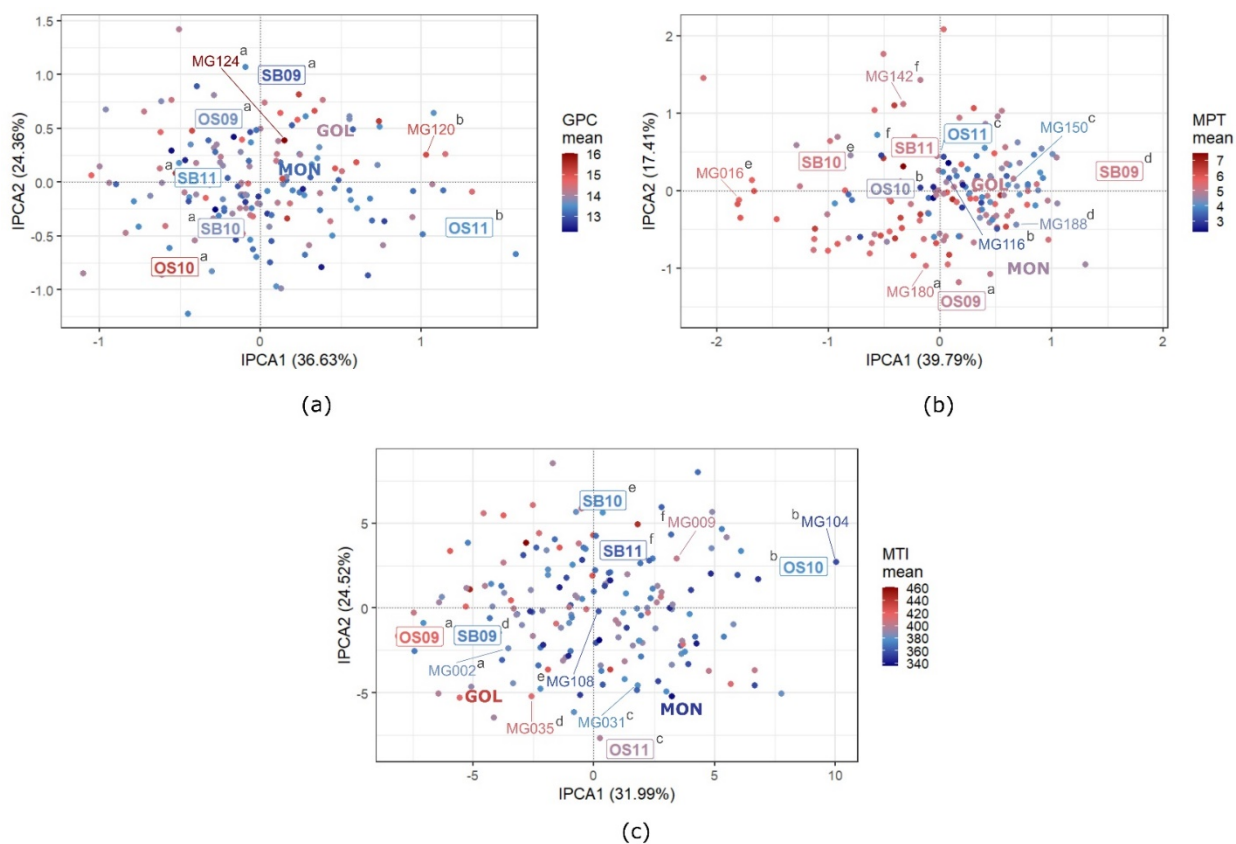 1.5
1.0
0.5
0.0
-0.5
-1.0
IPCA2 (24.36%)
a
MG124
SB09 a
OS09 a
GOL
MG120 b
a
SB11
MON
a
SB10
OS11 b
OS10 a
-1 0 1
IPCA1 (36.63%)
GPC
mean
16
15
14
13
(a)
2
1
0
-1
IPCA2 (17.41%)
f
MG142
f
SB11
OS11 c
MG150 c
SB10 e
e
MG016
OS10 b
GOL
d
SB09
MG188 d
MG116 b
MON
MG180 a
a
OS09
-2 -1 0 1 2
IPCA1 (39.79%)
MPT
mean
7
6
5
4
3
(b)
5
0
-5
IPCA2 (24.52%)
SB10 e
f
MG009
SB11 f
b MG104
b
OS10
OS09 a
SB09 d
MG002 a
e
MG108
GOL
MG035 d
MG031 c
MON
OS11 c
-5 0 5 10
IPCA1 (31.99%)
MTI
mean
460
440
420
400
380
360
340
(c)